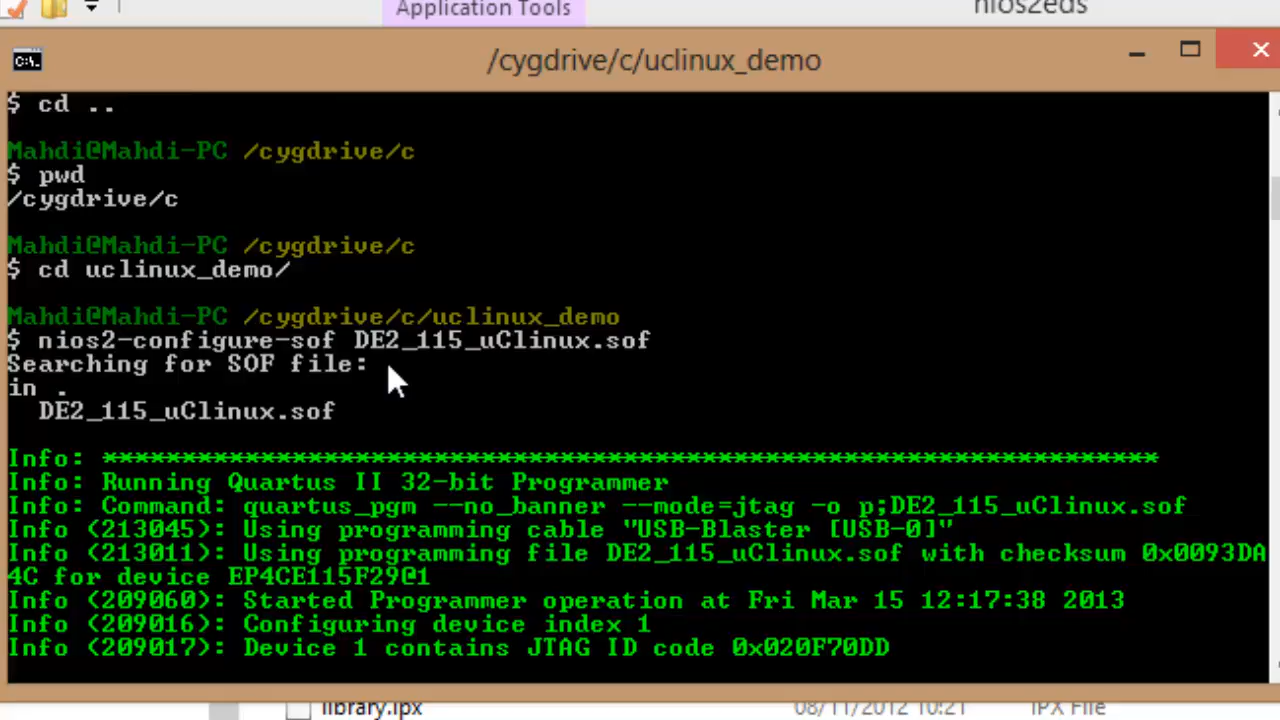 Application Tools
nios2eds
/cygdrive/c/uclinux_demo
$ cd ..
Mahdi@Mahdi-PC /cygdrive/c
$ pwd
/cygdrive/c
Mahdi@Mahdi-PC /cygdrive/c
$ cd uclinux_demo/
Mahdi@Mahdi-PC /cygdrive/c/uclinux_demo
$ nios2-configure-sof DE2_115_uClinux.sof
Searching for SOF file:
in .
DE2_115_uClinux.sof
Info: *******************************************************************
Info: Running Quartus II 32-bit Programmer
Info: Command: quartus_pgm --no_banner --mode=jtag -o p;DE2_115_uClinux.sof
Info (213045): Using programming cable "USB-Blaster [USB-0]"
Info (213011): Using programming file DE2_115_uClinux.sof with checksum 0x0093DA
4C for device EP4CE115F29@1
Info (209060): Started Programmer operation at Fri Mar 15 12:17:38 2013
Info (209016): Configuring device index 1
Info (209017): Device 1 contains JTAG ID code 0x020F70DD
library.ipx 08/11/2012 10:21 IPX File